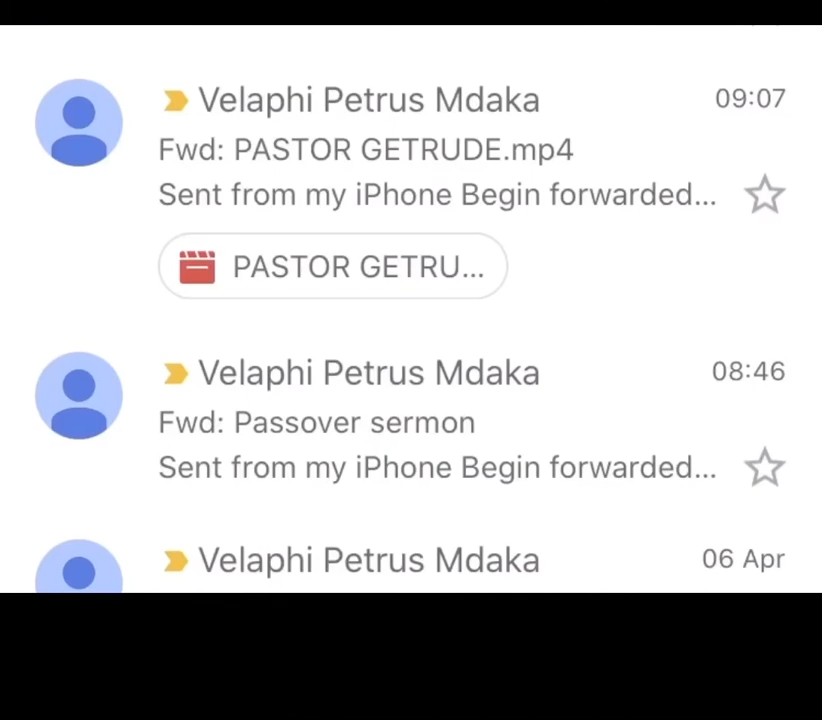 Velaphi Petrus Mdaka 09:07
Fwd: PASTOR GETRUDE.mp4
Sent from my iPhone Begin forwarded...
PASTOR GETRU...
Velaphi Petrus Mdaka 08:46
Fwd: Passover sermon
Sent from my iPhone Begin forwarded...
Velaphi Petrus Mdaka 06 Apr